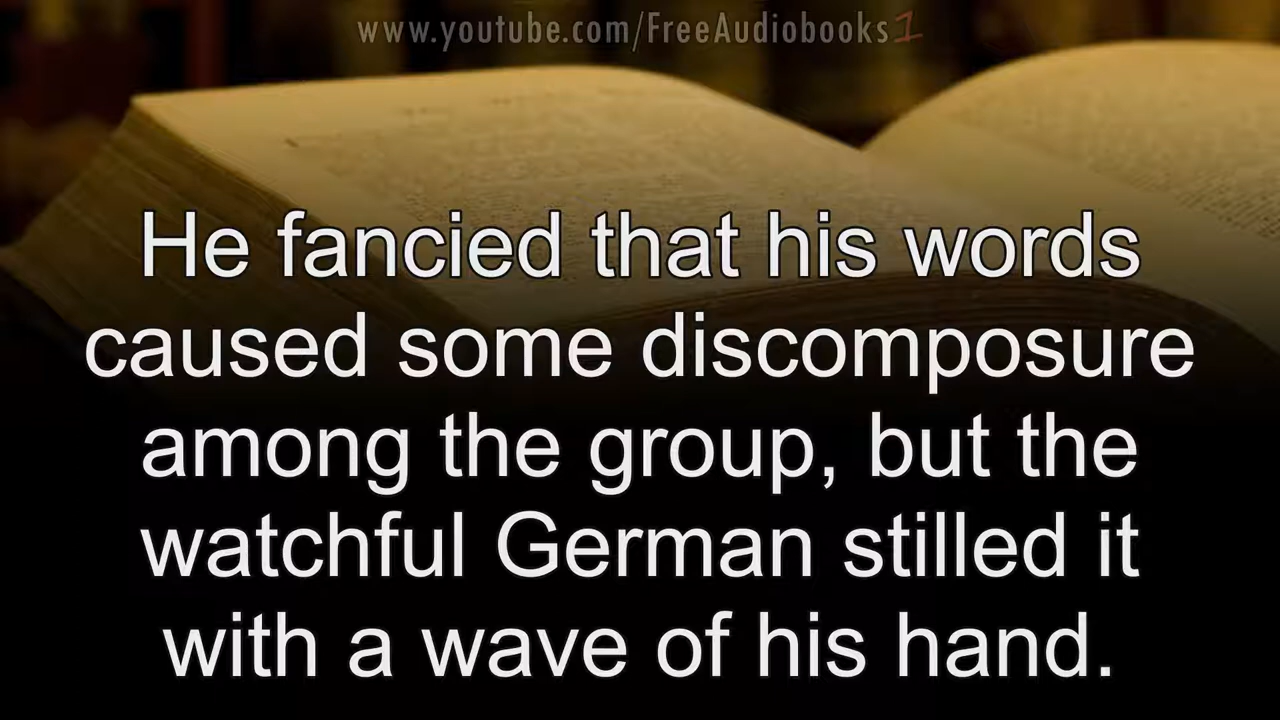 www.youtube.com/FreeAudiobooks1
He fancied that his words
caused some discomposure
among the group, but the
watchful German stilled it
with a wave of his hand.